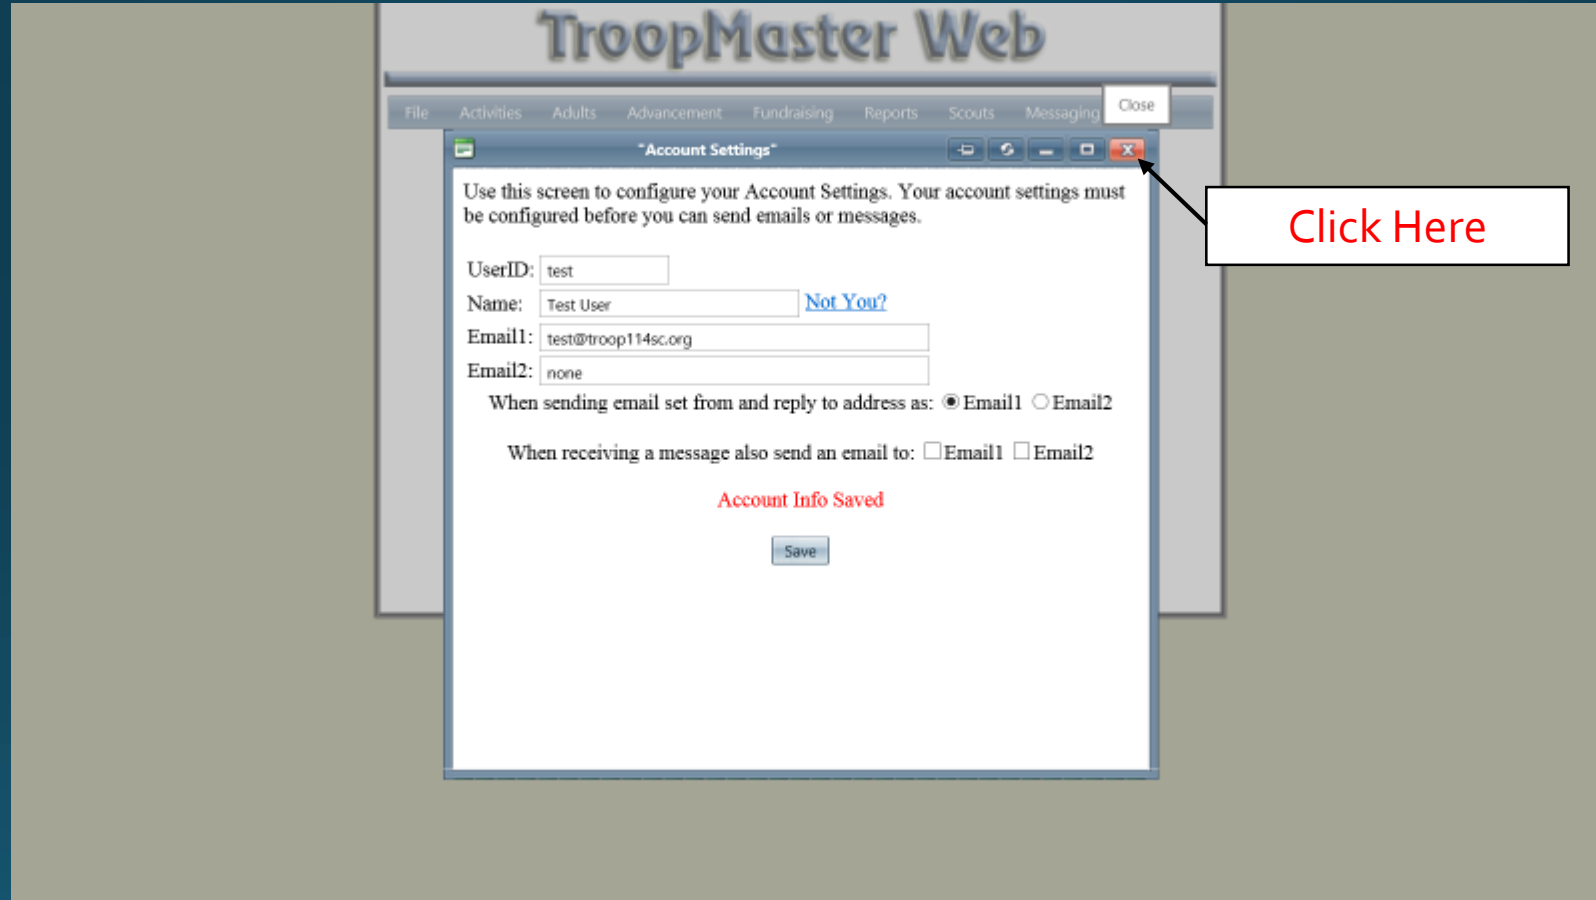 TroopMaster Web
File Activities Adults Advancement Fundraising Reports Scouts Messaging Close
"Account Settings"
Use this screen to configure your Account Settings. Your account settings must
be configured before you can send emails or messages.
Click Here
UserID: test
Name: Test User Not You?
Email1: test@troop114sc.org
Email2: none
When sending email set from and reply to address as: Email1 Email2
When receiving a message also send an email to: Email1 Email2
Account Info Saved
Save